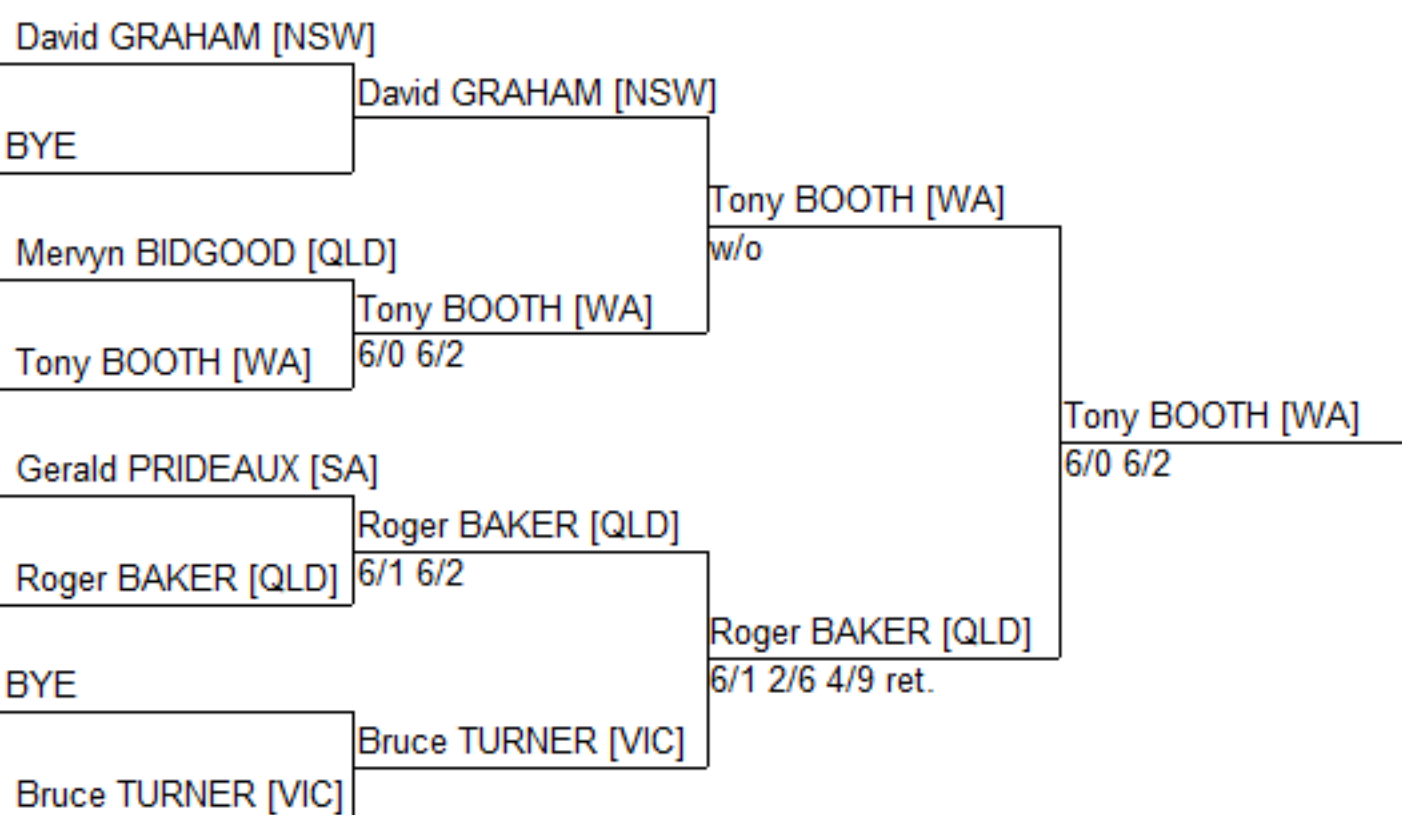 David GRAHAM [NSW]
David GRAHAM [NSW]
BYE
Tony BOOTH [WA]
w/o
Mervyn BIDGOOD [QLD]
Tony BOOTH [WA]
6/0 6/2
Tony BOOTH [WA]
Tony BOOTH [WA]
6/0 6/2
Gerald PRIDEAUX [SA]
Roger BAKER [QLD]
6/1 6/2
Roger BAKER [QLD]
Roger BAKER [QLD]
6/1 2/6 4/9 ret.
BYE
Bruce TURNER [VIC]
Bruce TURNER [VIC]